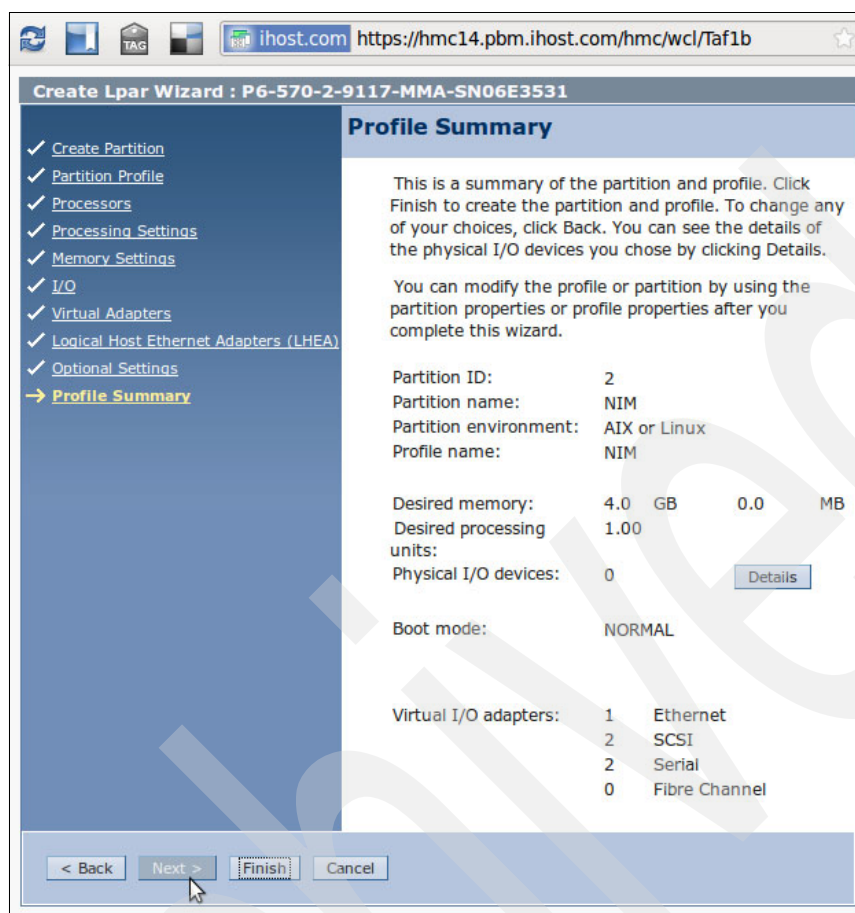 TAG
ihost.com https://hmc14.pbm.ihost.com/hmc/wcl/Taf1b
Create Lpar Wizard : P6-570-2-9117-MMA-SN06E3531
Create Partition
Partition Profile
Processors
Processing Settings
Memory Settings
I/O
Virtual Adapters
Logical Host Ethernet Adapters (LHEA)
Optional Settings
Profile Summary
Profile Summary
This is a summary of the partition and profile. Click
Finish to create the partition and profile. To change any
of your choices, click Back. You can see the details of
the physical I/O devices you chose by clicking Details.
You can modify the profile or partition by using the
partition properties or profile properties after you
complete this wizard.
Partition ID: 2
Partition name: NIM
Partition environment: AIX or Linux
Profile name: NIM
Desired memory: 4.0 GB 0.0 MB
Desired processing 1.00
units:
Physical I/O devices: 0 Details
Boot mode: NORMAL
Virtual I/O adapters: 1 Ethernet
2 SCSI
2 Serial
0 Fibre Channel
< Back Next > Finish Cancel